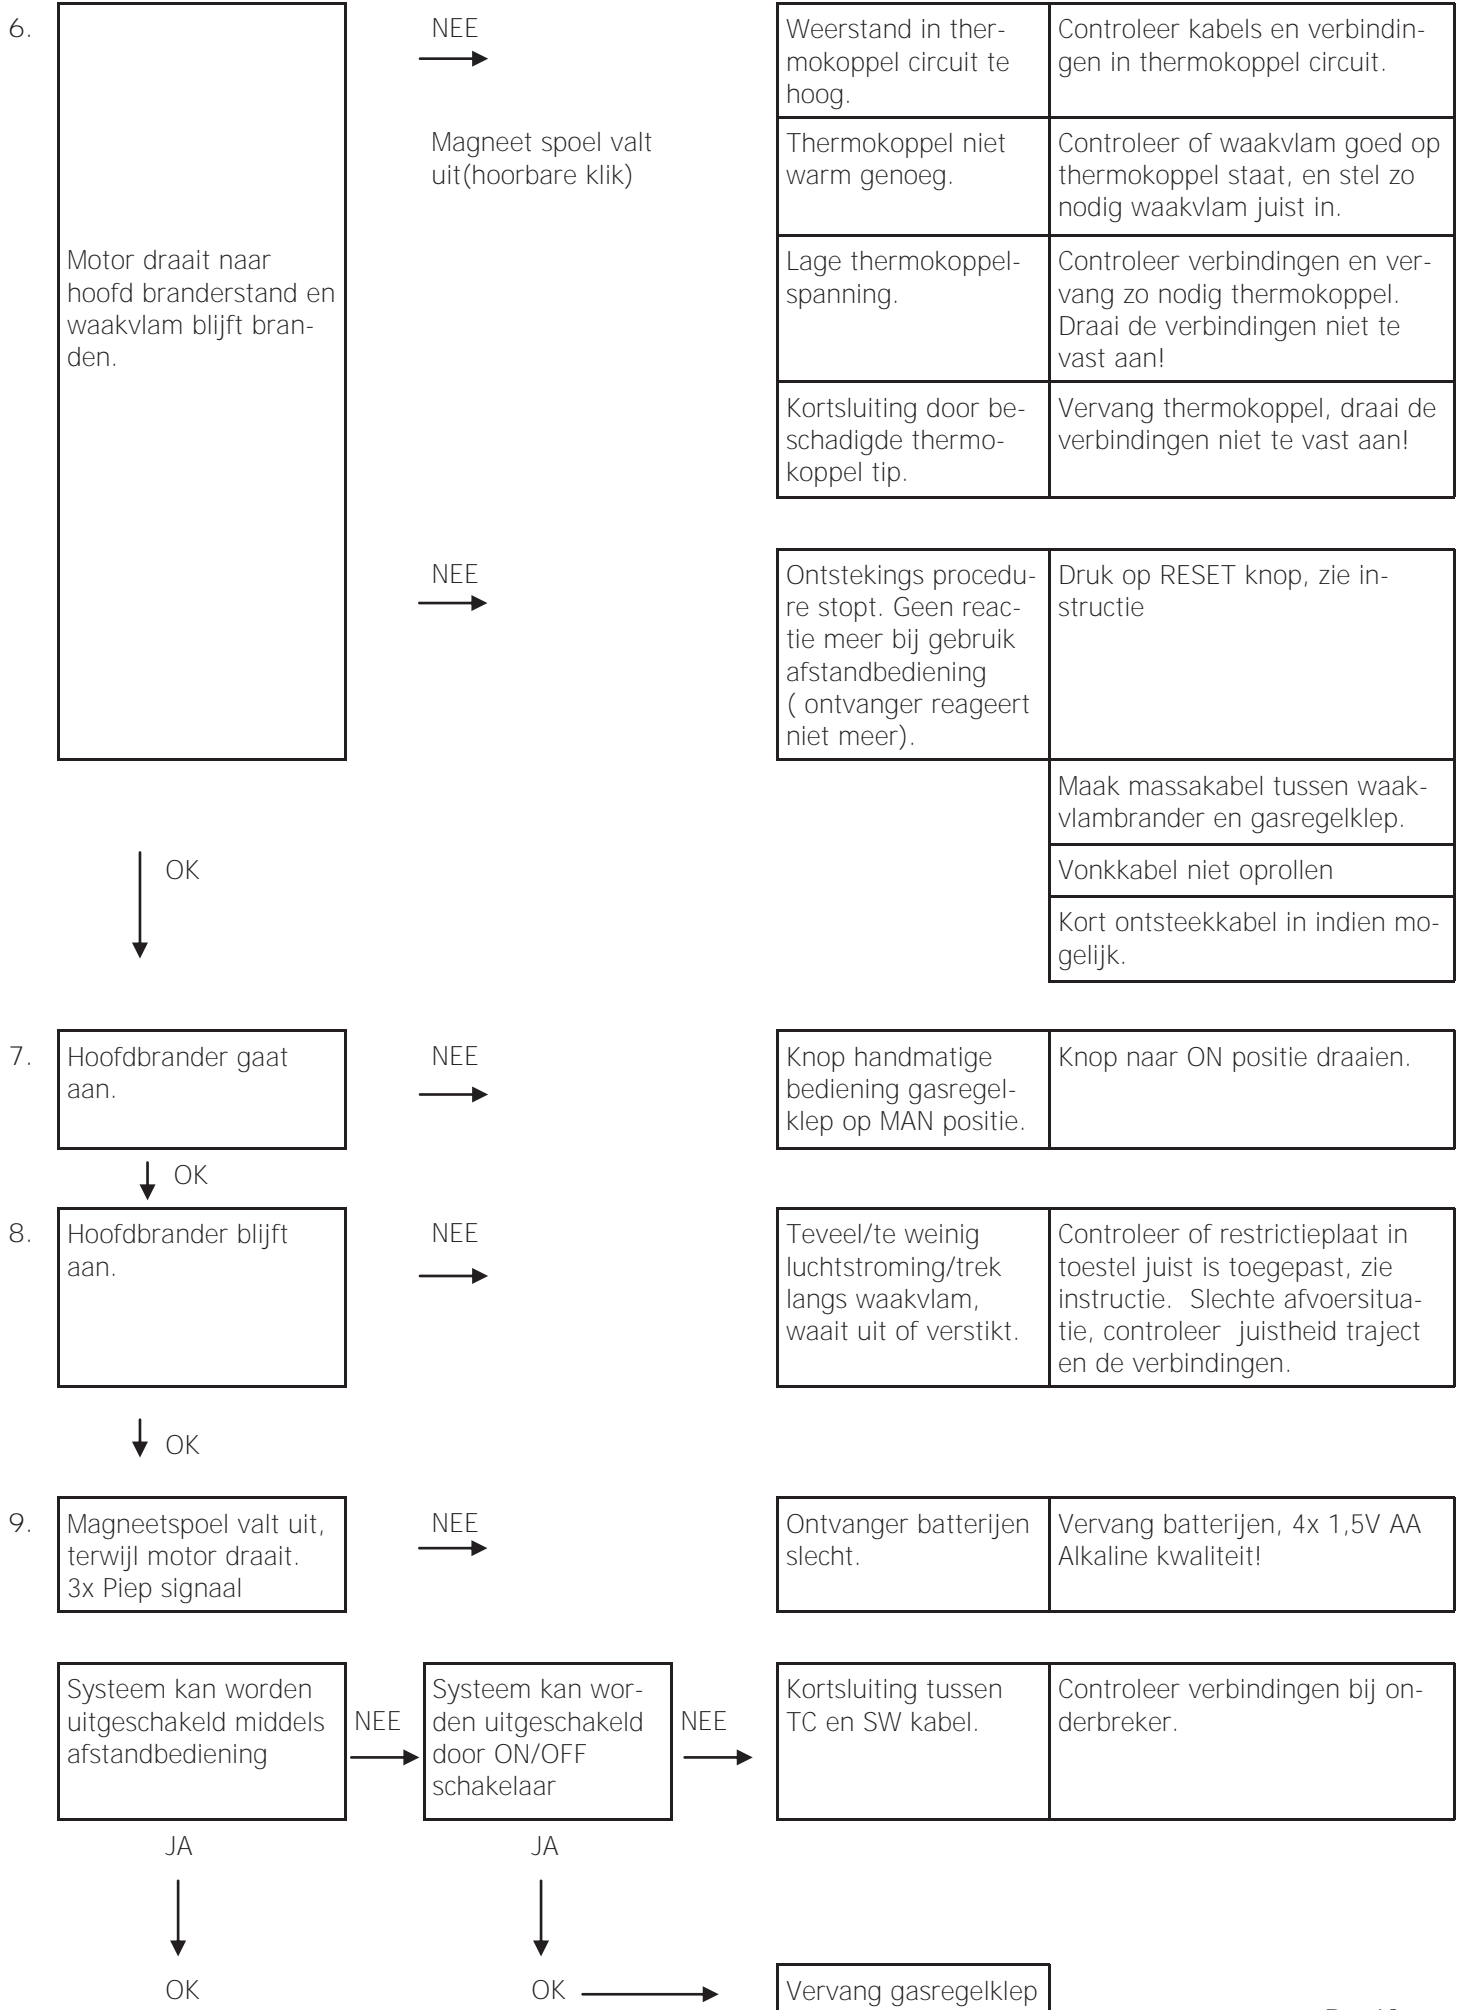 6.
Motor draait naar
hoofd branderstand en
waakvlam blijft bran-
den.
NEE
Magneet spoel valt
uit(hoorbare klik)
Weerstand in ther-
mokoppel circuit te
hoog.
Controleer kabels en verbindin-
gen in thermokoppel circuit.
Thermokoppel niet
warm genoeg.
Controleer of waakvlam goed op
thermokoppel staat, en stel zo
nodig waakvlam juist in.
Lage thermokoppel-
spanning.
Controleer verbindingen en ver-
vang zo nodig thermokoppel.
Draai de verbindingen niet te
vast aan!
Kortsluiting door be-
schadigde thermo-
koppel tip.
Vervang thermokoppel, draai de
verbindingen niet te vast aan!
NEE
Ontstekings procedu-
re stopt. Geen reac-
tie meer bij gebruik
afstandbediening
( ontvanger reageert
niet meer).
Druk op RESET knop, zie in-
structie
Maak massakabel tussen waak-
vlambrander en gasregelklep.
Vonkkabel niet oprollen
Kort ontsteekkabel in indien mo-
gelijk.
OK
7.
Hoofdbrander gaat
aan.
NEE
Knop handmatige
bediening gasregel-
klep op MAN positie.
Knop naar ON positie draaien.
OK
8.
Hoofdbrander blijft
aan.
NEE
Teveel/te weinig
luchtstroming/trek
langs waakvlam,
waait uit of verstikt.
Controleer of restrictieplaat in
toestel juist is toegepast, zie
instructie. Slechte afvoersitua-
tie, controleer juistheid traject
en de verbindingen.
OK
9.
Magneetspoel valt uit,
terwijl motor draait.
3x Piep signaal
NEE
Ontvanger batterijen
slecht.
Vervang batterijen, 4x 1,5V AA
Alkaline kwaliteit!
Systeem kan worden
uitgeschakeld middels
afstandbediening
NEE
Systeem kan wor-
den uitgeschakeld
door ON/OFF
schakelaar
NEE
Kortsluiting tussen
TC en SW kabel.
Controleer verbindingen bij on-
derbreker.
JA
JA
OK
OK
Vervang gasregelklep